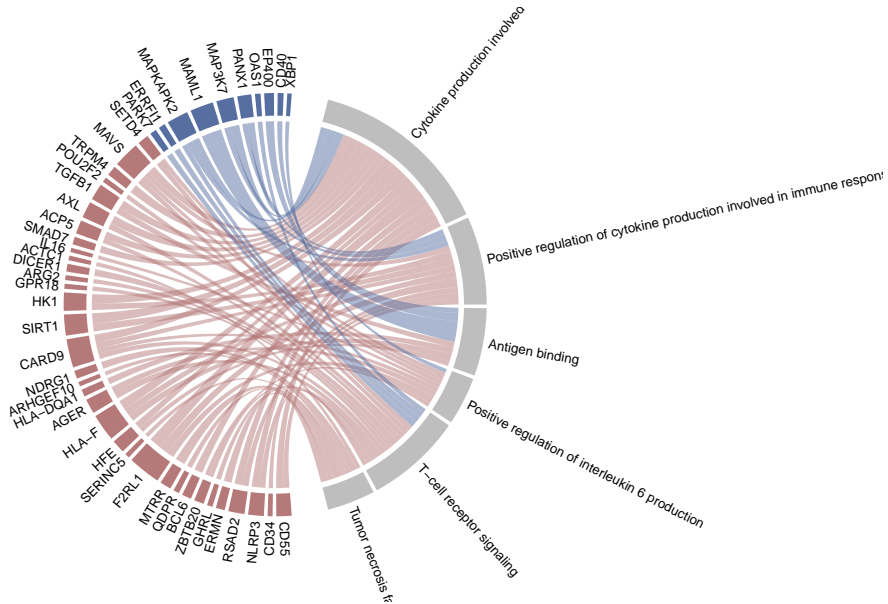 XBP1
CD40
EP400
OAS1
PANX1
MAP3K7
MAML1
MAPKAPK2
ERRFI1
PARK7
SETD4
MAVS
TRPM4
POU2F2
TGFB1
AXL
ACP5
SMAD7
IL16
ACTC1
DICER1
ARG2
GPR18
HK1
SIRT1
CARD9
NDRG1
ARHGEF10
HLA−DQA1
AGER
HLA−F
HFE
SERINC5
F2RL1
MTRR
QDPR
BCL6
ZBTB20
GHRL
ERMN
RSAD2
NLRP3
CD34
CD55
Cytokine production involved
Positive regulation of cytokine production involved in immune respons
Antigen binding
Positive regulation of interleukin 6 production
T−cell receptor signaling
Tumor necrosis fa